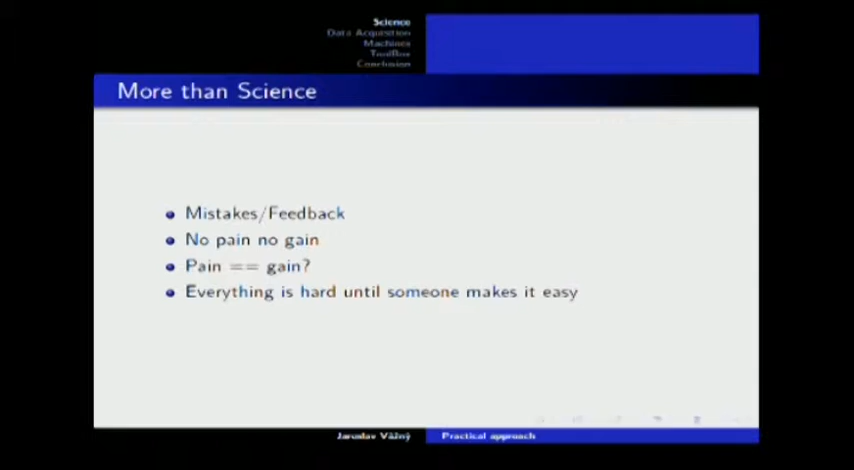 Science
Data Acquisition
Machines
ToolBox
Conclusion
More than Science
Mistakes/Feedback
No pain no gain
Pain == gain?
Everything is hard until someone makes it easy
Jaroslav Vážný
Practical approach